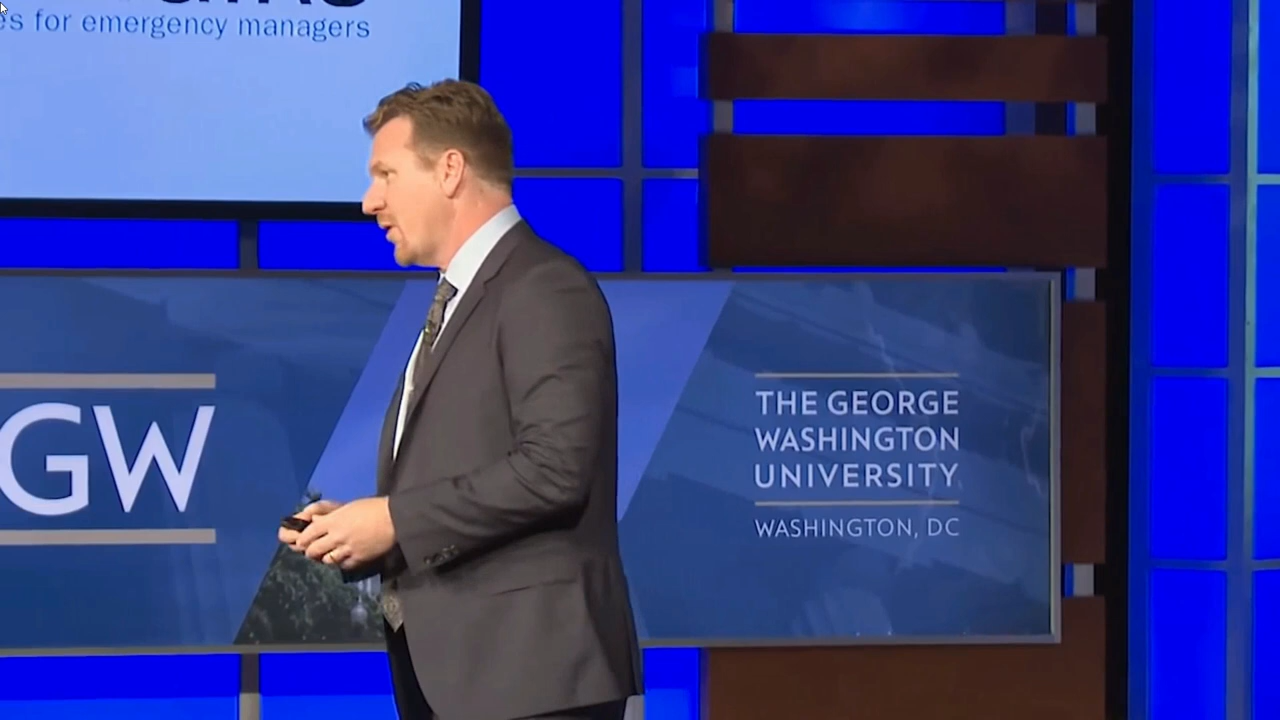 es for emergency managers
GW
THE GEORGE
WASHINGTON
UNIVERSITY
WASHINGTON, DC